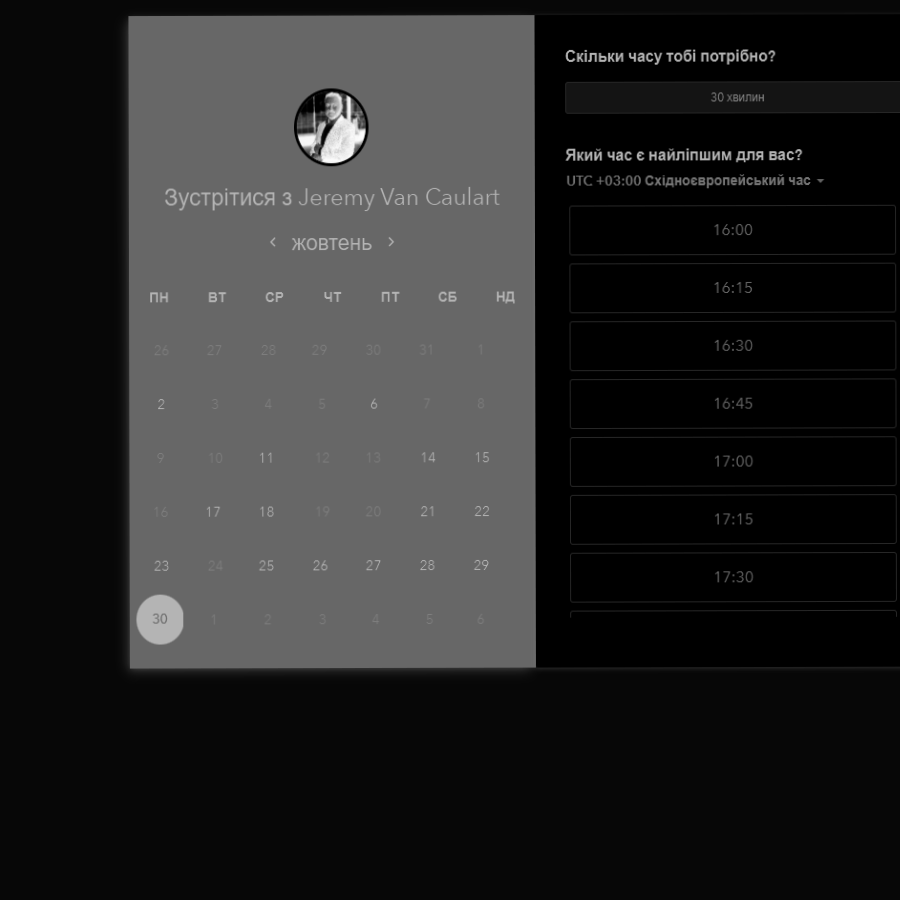 Зустрітися з Jeremy Van Caulart
жовтень
ПН ВТ СР ЧТ ПТ СБ НД
26 27 28 29 30 31 1
2 3 4 5 6 7 8
9 10 11 12 13 14 15
16 17 18 19 20 21 22
23 24 25 26 27 28 29
30 1 2 3 4 5 6
Скільки часу тобі потрібно?
30 хвилин
Який час є найліпшим для вас?
UTC +03:00 Східноєвропейський час
16:00
16:15
16:30
16:45
17:00
17:15
17:30